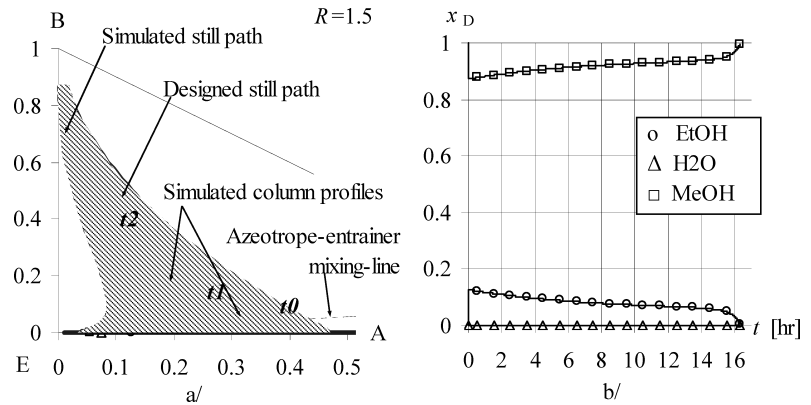 B
R=1.5
Simulated still path
Designed still path
Simulated column profiles
Azeotrope-entrainer
mixing-line
t2
t1
t0
1
0.8
0.6
0.4
0.2
0
A
E
0 0.1 0.2 0.3 0.4 0.5
a/
x D
1
0.8
0.6
0.4
0.2
0
EtOH
H2O
MeOH
t [hr]
0 2 4 6 8 10 12 14 16
b/